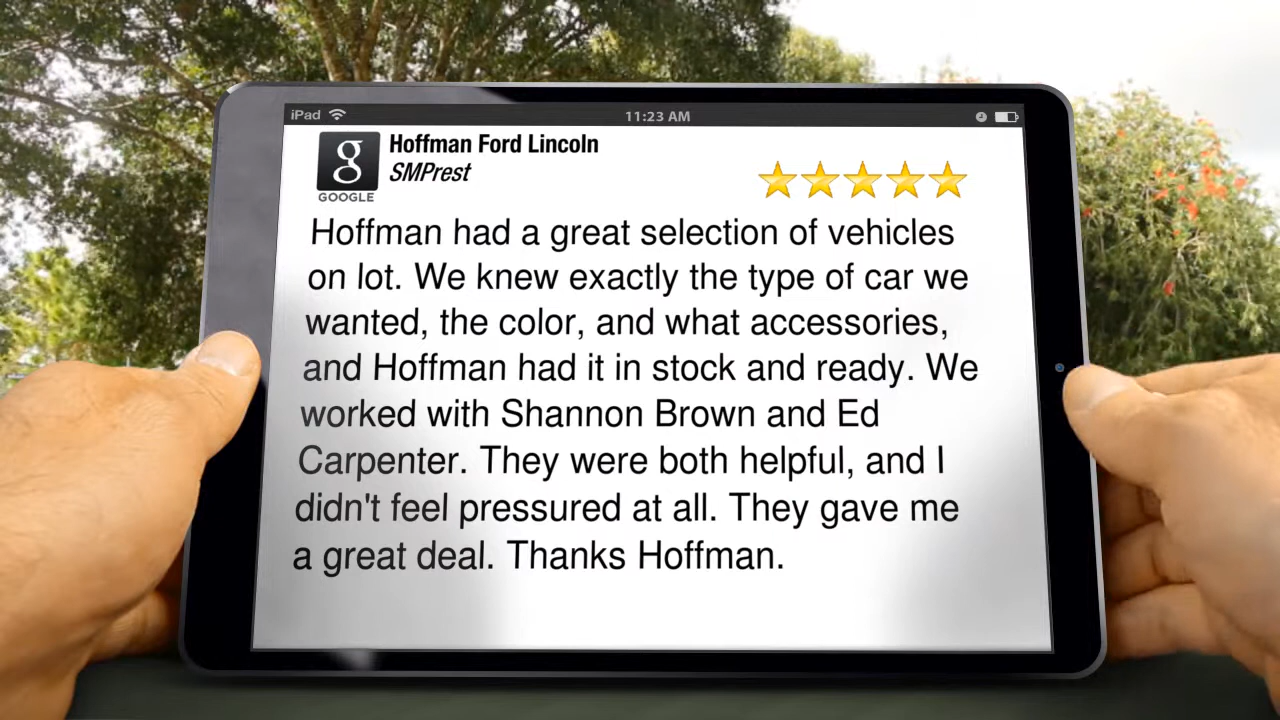 iPad
11:23 AM
g
GOOGLE
Hoffman Ford Lincoln
SMPrest
Hoffman had a great selection of vehicles
on lot. We knew exactly the type of car we
wanted, the color, and what accessories,
and Hoffman had it in stock and ready. We
worked with Shannon Brown and Ed
Carpenter. They were both helpful, and I
didn't feel pressured at all. They gave me
a great deal. Thanks Hoffman.